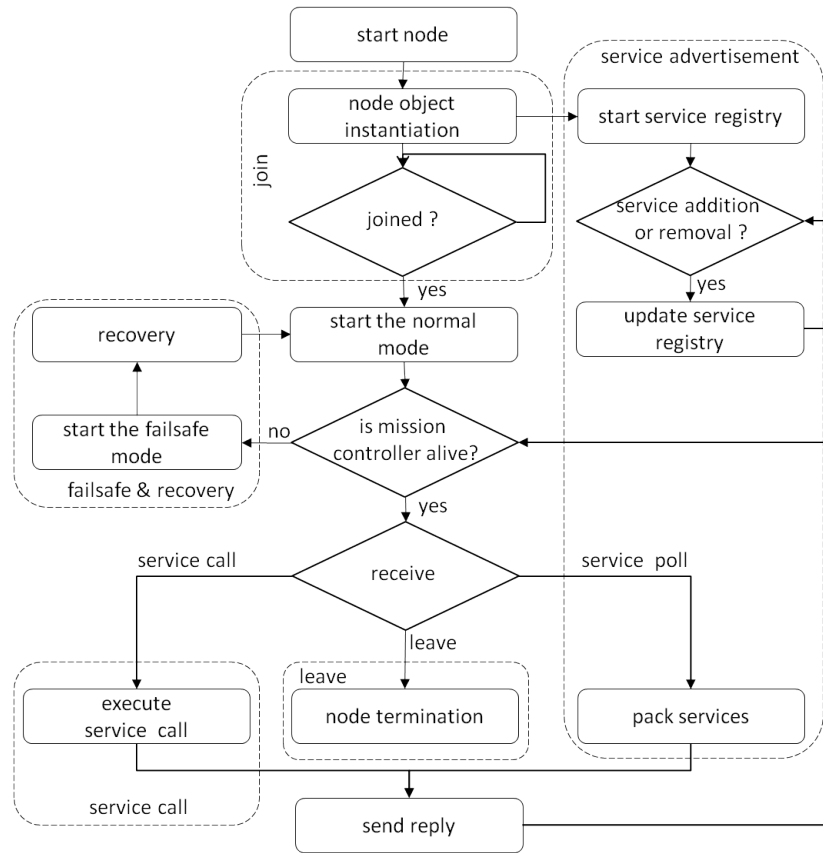 start node
service advertisement
node object
instantiation
start service registry
join
joined ?
service addition
or removal ?
yes
yes
recovery
start the normal
mode
update service
registry
start the failsafe
mode
no
is mission
controller alive?
failsafe & recovery
yes
service call
receive
service poll
leave
leave
execute
service call
node termination
pack services
service call
send reply